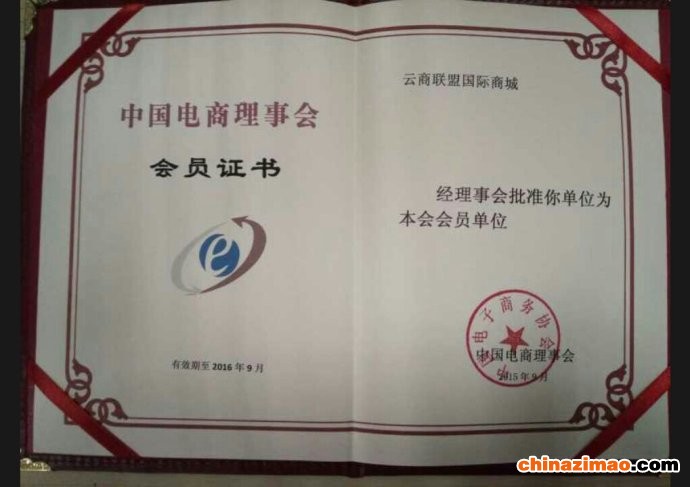 中国电商理事会
会员证书
e
有效期至2016年9月
云商联盟国际商城
经理事会批准你单位为
本会会员单位
中国电子商务协会
中国电商理事会
2015年9月
chinazimao.com